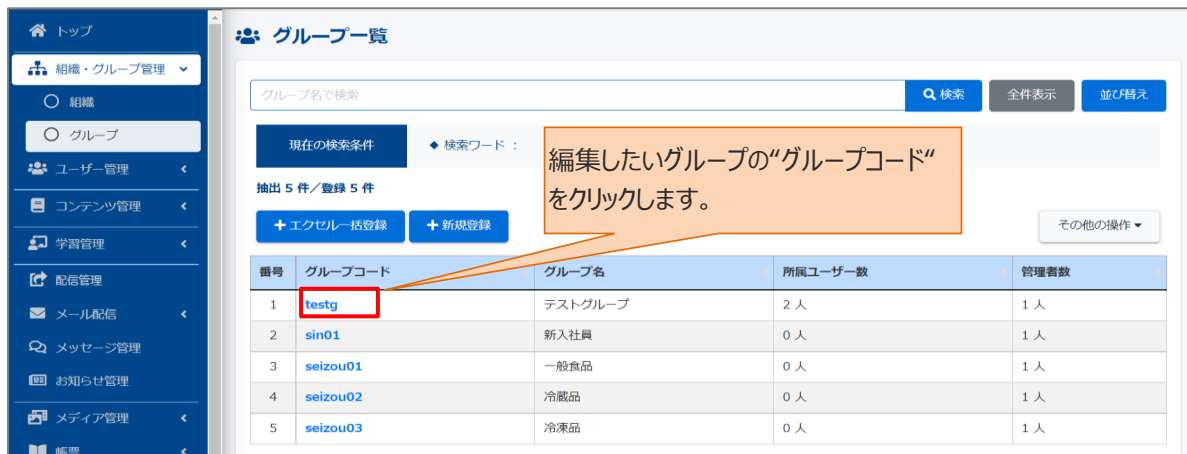 トップ
組織・グループ管理
組織
グループ
ユーザー管理
コンテンツ管理
学習管理
配信管理
メール配信
メッセージ管理
お知らせ管理
メディア管理
帳票
グループ一覧
グループ名で検索
検索
全件表示
並び替え
現在の検索条件
◆ 検索ワード :
編集したいグループの“グループコード“
をクリックします。
抽出 5 件/登録 5 件
+ エクセル一括登録
+ 新規登録
その他の操作▼
番号 グループコード グループ名 所属ユーザー数 管理者数
1 testg テストグループ 2 人 1 人
2 sin01 新入社員 0 人 1 人
3 seizou01 一般食品 0 人 1 人
4 seizou02 冷蔵品 0 人 1 人
5 seizou03 冷凍品 0 人 1 人